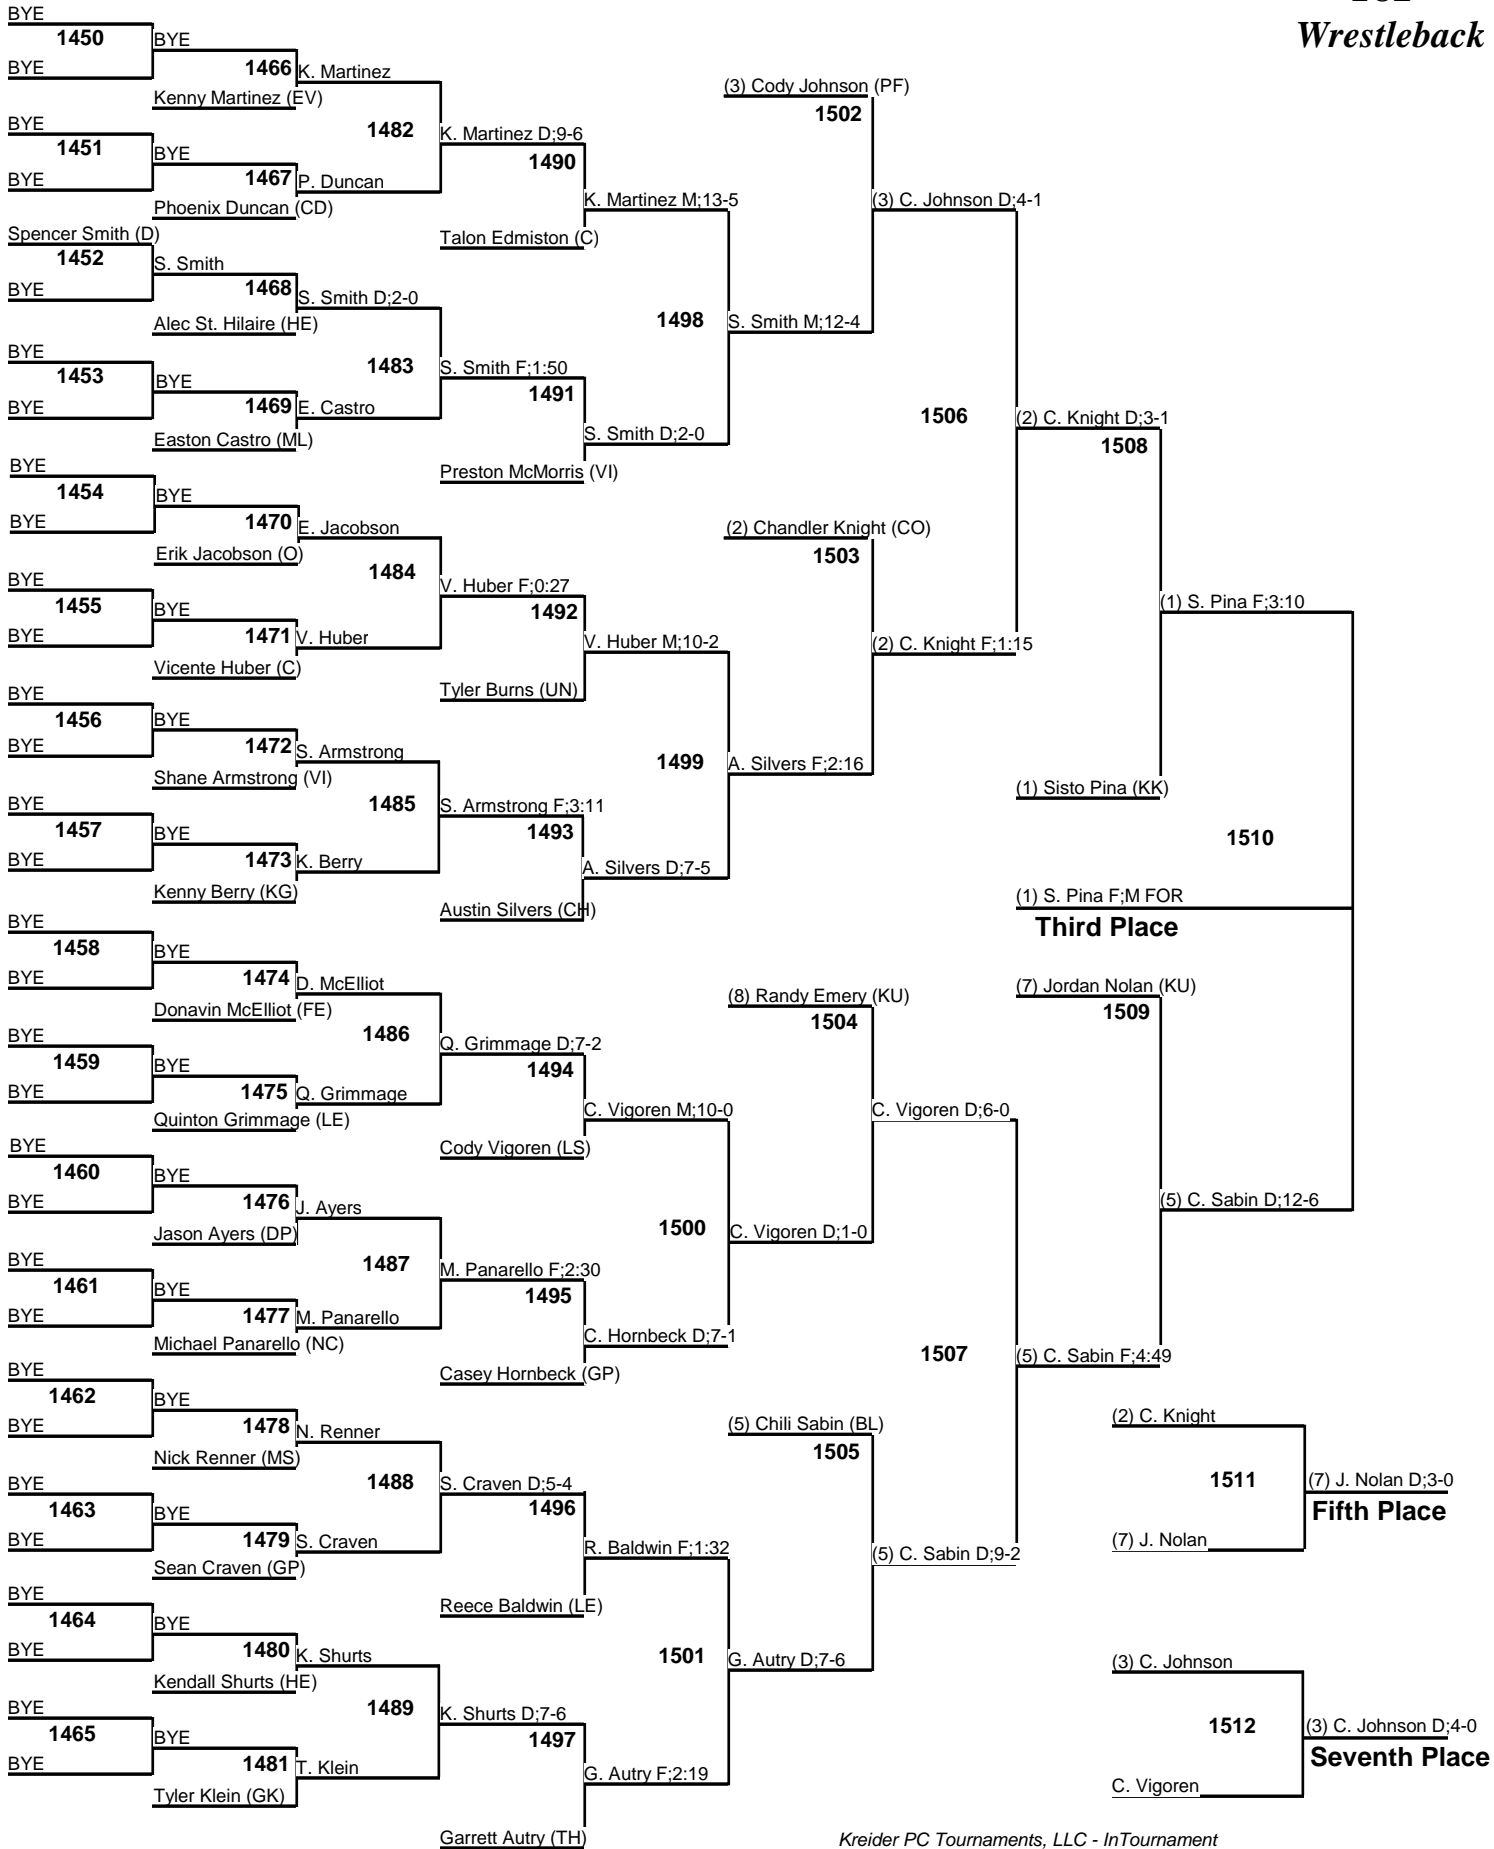 Wrestleback
BYE
1450
BYE
BYE
1466
K. Martinez
Kenny Martinez (EV)
1482
K. Martinez D;9-6
BYE
1451
BYE
BYE
1467
P. Duncan
Phoenix Duncan (CD)
1490
K. Martinez M;13-5
Talon Edmiston (C)
Spencer Smith (D)
1452
BYE
S. Smith
1468
S. Smith D;2-0
Alec St. Hilaire (HE)
1483
S. Smith F;1:50
BYE
1453
BYE
BYE
1469
E. Castro
Easton Castro (ML)
1491
S. Smith D;2-0
Preston McMorris (VI)
1498
S. Smith M;12-4
(3) Cody Johnson (PF)
1502
(3) C. Johnson D;4-1
BYE
1454
BYE
BYE
1470
E. Jacobson
Erik Jacobson (O)
1484
V. Huber F;0:27
BYE
1455
BYE
BYE
1471
V. Huber
Vicente Huber (C)
1492
V. Huber M;10-2
Tyler Burns (UN)
BYE
1456
BYE
BYE
1472
S. Armstrong
Shane Armstrong (VI)
1485
S. Armstrong F;3:11
BYE
1457
BYE
BYE
1473
K. Berry
Kenny Berry (KG)
1493
A. Silvers D;7-5
Austin Silvers (CH)
1499
A. Silvers F;2:16
(2) Chandler Knight (CO)
1503
(2) C. Knight F;1:15
1506
(2) C. Knight D;3-1
1508
(1) S. Pina F;3:10
(1) Sisto Pina (KK)
1510
(1) S. Pina F;M FOR
Third Place
BYE
1458
BYE
BYE
1474
D. McElliot
Donavin McElliot (FE)
1486
Q. Grimmage D;7-2
BYE
1459
BYE
BYE
1475
Q. Grimmage
Quinton Grimmage (LE)
1494
C. Vigoren M;10-0
Cody Vigoren (LS)
BYE
1460
BYE
BYE
1476
J. Ayers
Jason Ayers (DP)
1487
M. Panarello F;2:30
BYE
1461
BYE
BYE
1477
M. Panarello
Michael Panarello (NC)
1495
C. Hornbeck D;7-1
Casey Hornbeck (GP)
1500
C. Vigoren D;1-0
(8) Randy Emery (KU)
1504
C. Vigoren D;6-0
BYE
1462
BYE
BYE
1478
N. Renner
Nick Renner (MS)
1488
S. Craven D;5-4
BYE
1463
BYE
BYE
1479
S. Craven
Sean Craven (GP)
1496
R. Baldwin F;1:32
Reece Baldwin (LE)
BYE
1464
BYE
BYE
1480
K. Shurts
Kendall Shurts (HE)
1489
K. Shurts D;7-6
BYE
1465
BYE
BYE
1481
T. Klein
Tyler Klein (GK)
1497
G. Autry F;2:19
Garrett Autry (TH)
1501
G. Autry D;7-6
(5) Chili Sabin (BL)
1505
(5) C. Sabin D;9-2
1507
(5) C. Sabin F;4:49
(7) Jordan Nolan (KU)
1509
(5) C. Sabin D;12-6
(2) C. Knight
1511
(7) J. Nolan
(7) J. Nolan D;3-0
Fifth Place
(3) C. Johnson
1512
C. Vigoren
(3) C. Johnson D;4-0
Seventh Place
Kreider PC Tournaments, LLC - InTournament